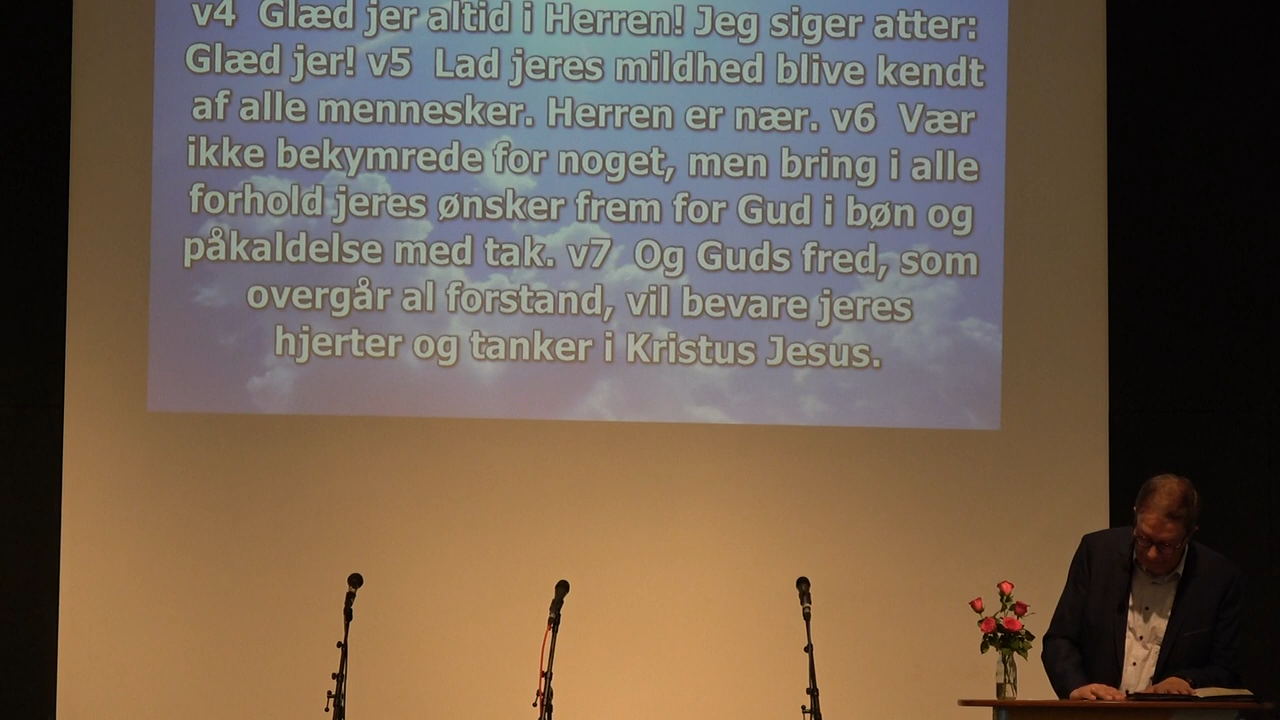 v4 Glæd jer altid i Herren! Jeg siger atter:
Glæd jer! v5 Lad jeres mildhed blive kendt
af alle mennesker. Herren er nær. v6 Vær
ikke bekymrede for noget, men bring i alle
forhold jeres ønsker frem for Gud i bøn og
påkaldelse med tak. v7 Og Guds fred, som
overgår al forstand, vil bevare jeres
hjerter og tanker i Kristus Jesus.